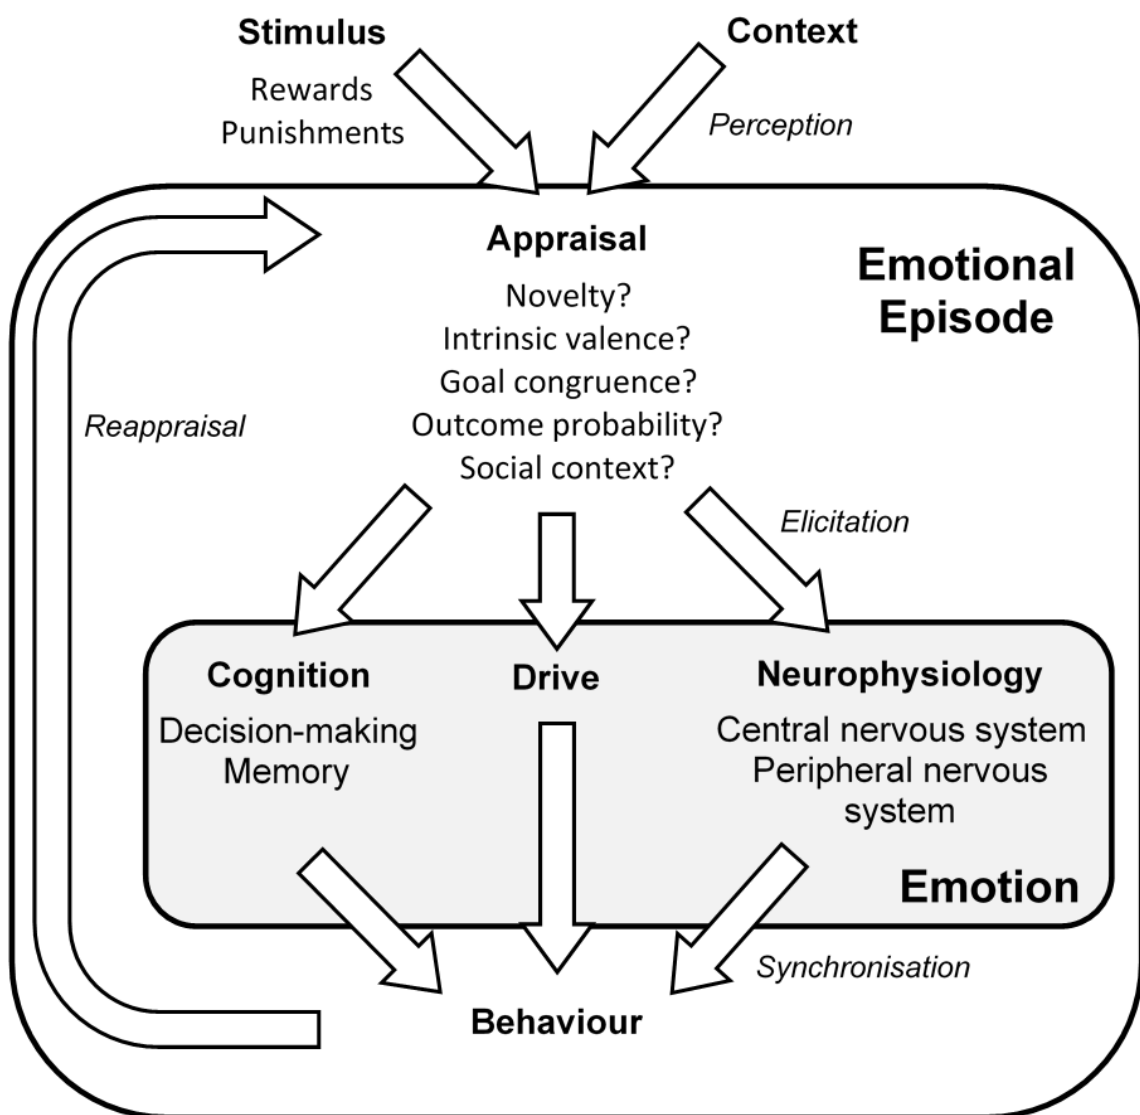 Stimulus
Context
Rewards
Punishments
Perception
Appraisal
Emotional
Episode
Novelty?
Intrinsic valence?
Goal congruence?
Outcome probability?
Social context?
Reappraisal
Elicitation
Cognition
Decision-making
Memory
Drive
Neurophysiology
Central nervous system
Peripheral nervous
system
Emotion
Synchronisation
Behaviour